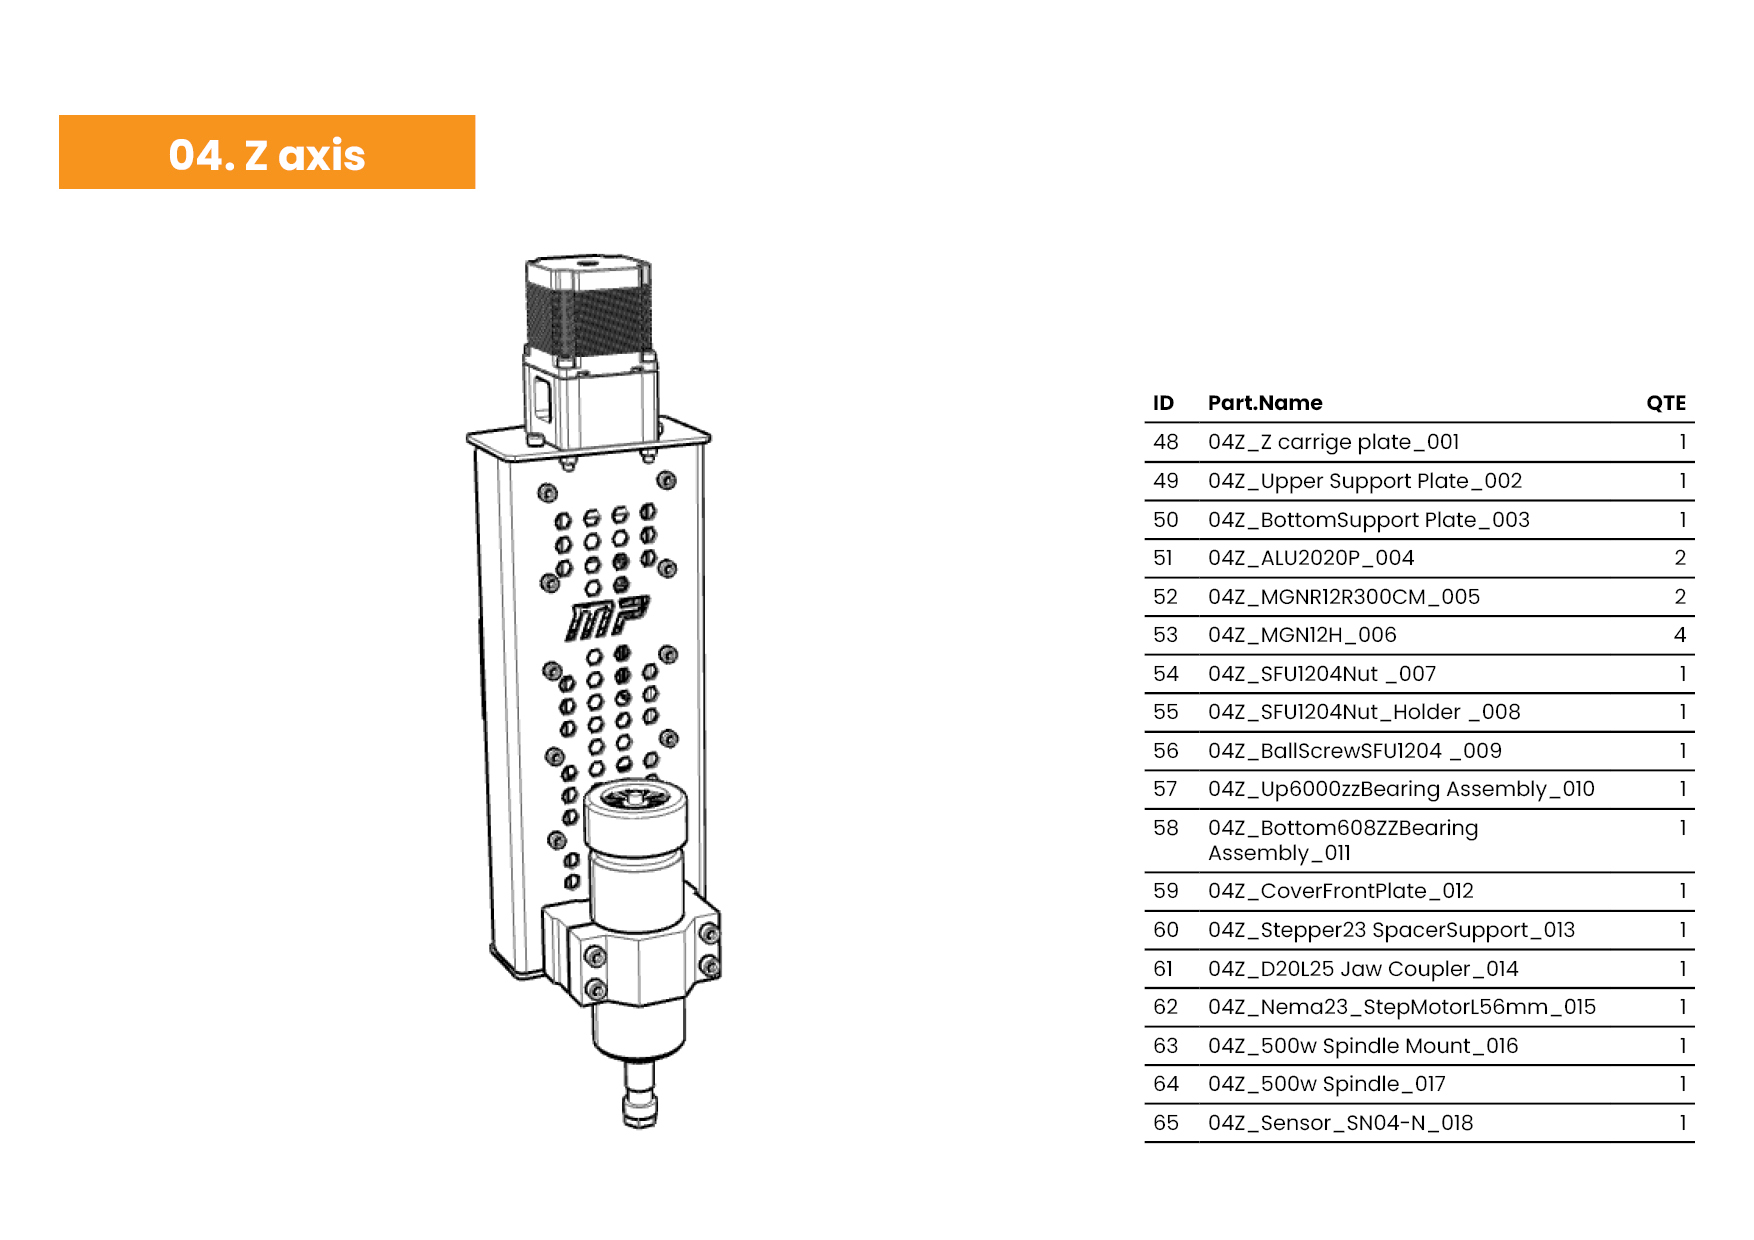 04. Z axis
MP
ID Part.Name QTE
48 04Z_Z carrige plate_001 1
49 04Z_Upper Support Plate_002 1
50 04Z_BottomSupport Plate_003 1
51 04Z_ALU2020P_004 2
52 04Z_MGNR12R300CM_005 2
53 04Z_MGN12H_006 4
54 04Z_SFU1204Nut _007 1
55 04Z_SFU1204Nut_Holder _008 1
56 04Z_BallScrewSFU1204 _009 1
57 04Z_Up6000zzBearing Assembly_010 1
58 04Z_Bottom608ZZBearing 1
Assembly_011
59 04Z_CoverFrontPlate_012 1
60 04Z_Stepper23 SpacerSupport_013 1
61 04Z_D20L25 Jaw Coupler_014 1
62 04Z_Nema23_StepMotorL56mm_015 1
63 04Z_500w Spindle Mount_016 1
64 04Z_500w Spindle_017 1
65 04Z_Sensor_SN04-N_018 1